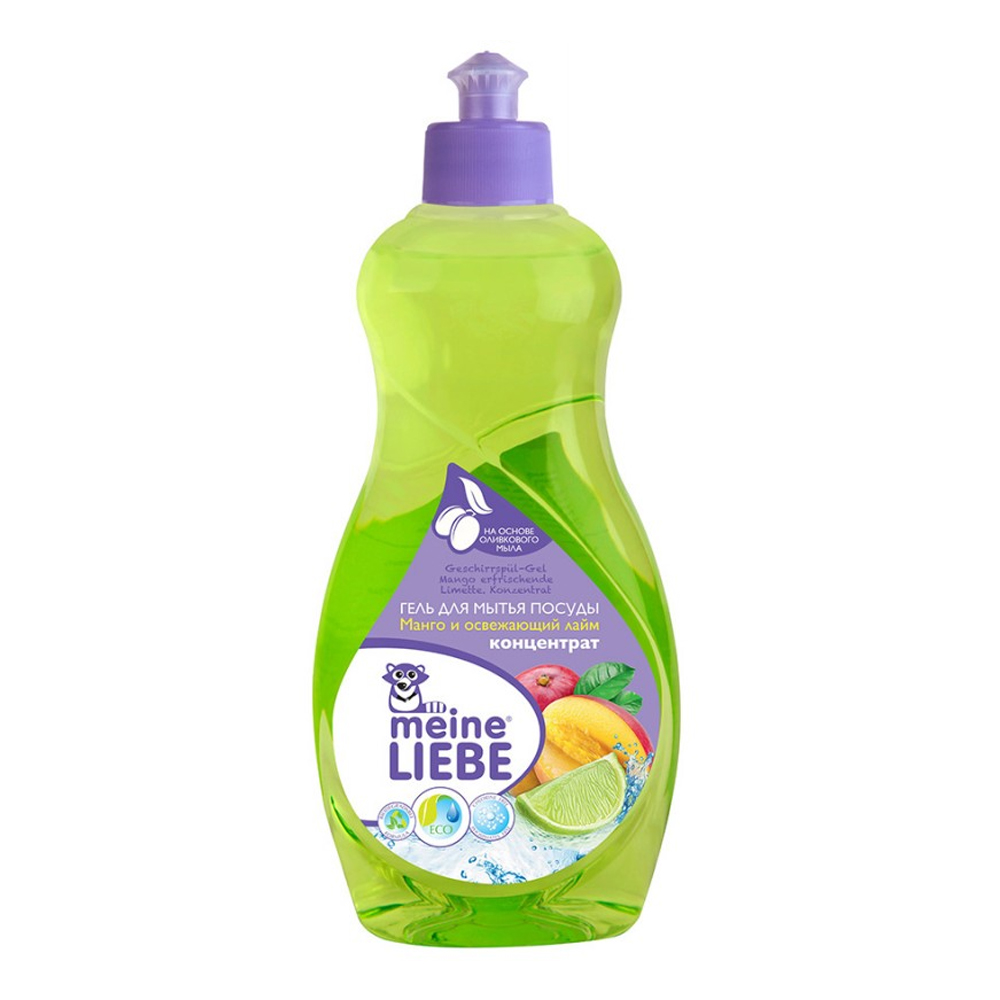 НА ОСНОВЕ
ОЛИВКОВОГО
МЫЛА
Geschirrspül-Gel
Mango erfrischende
Limette, Konzentrat
ГЕЛЬ ДЛЯ МЫТЬЯ ПОСУДЫ
Манго и освежающий лайм
концентрат
meine®
LIEBE
ECO